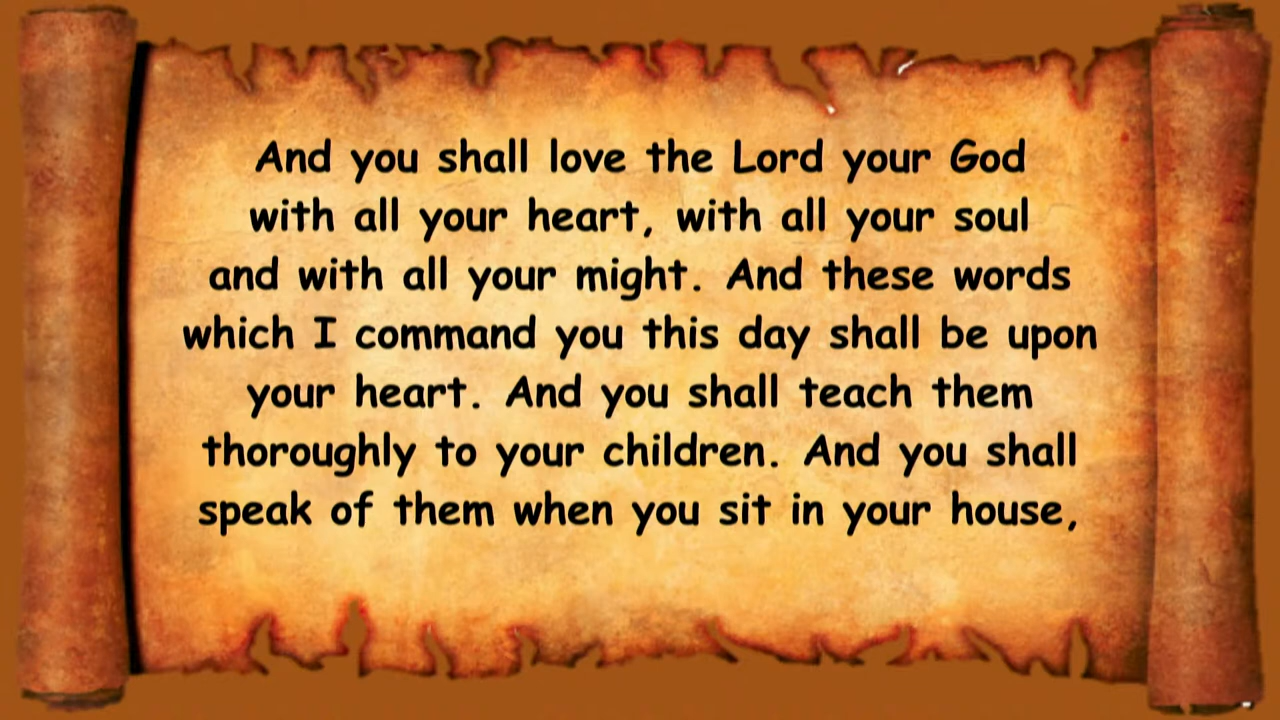 And you shall love the Lord your God
with all your heart, with all your soul
and with all your might. And these words
which I command you this day shall be upon
your heart. And you shall teach them
thoroughly to your children. And you shall
speak of them when you sit in your house,